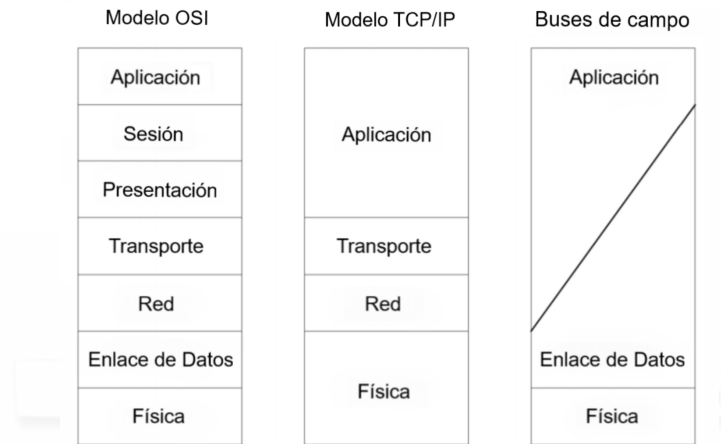 Modelo OSI
Aplicación
Sesión
Presentación
Transporte
Red
Enlace de Datos
Física
Modelo TCP/IP
Aplicación
Transporte
Red
Física
Buses de campo
Aplicación
Enlace de Datos
Física